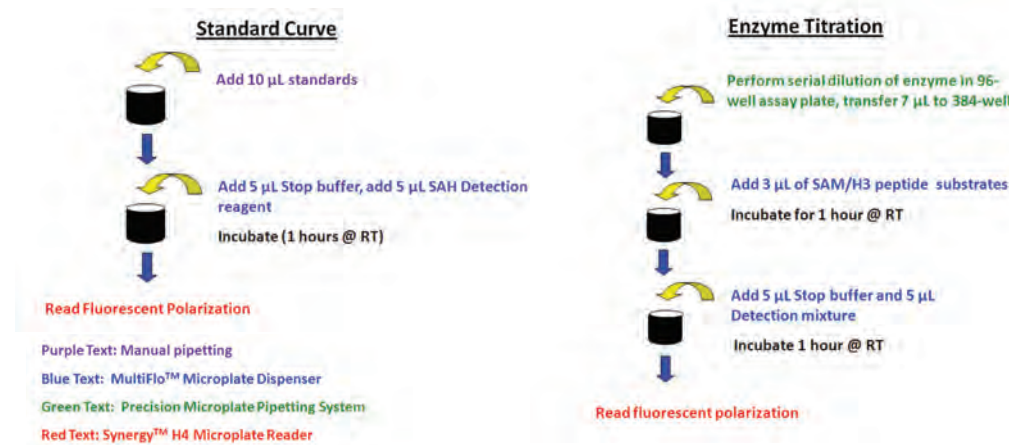 Standard Curve
Add 10 µL standards
Add 5 µL Stop buffer, add 5 µL SAH Detection
reagent
Incubate (1 hours @ RT)
Read Fluorescent Polarization
Purple Text: Manual pipetting
Blue Text: MultiFlo™ Microplate Dispenser
Green Text: Precision Microplate Pipetting System
Red Text: Synergy™ H4 Microplate Reader
Enzyme Titration
Perform serial dilution of enzyme in 96-
well assay plate, transfer 7 µL to 384-well
Add 3 µL of SAM/H3 peptide substrates
Incubate for 1 hour @ RT
Add 5 µL Stop buffer and 5 µL
Detection mixture
Incubate 1 hour @ RT
Read fluorescent polarization